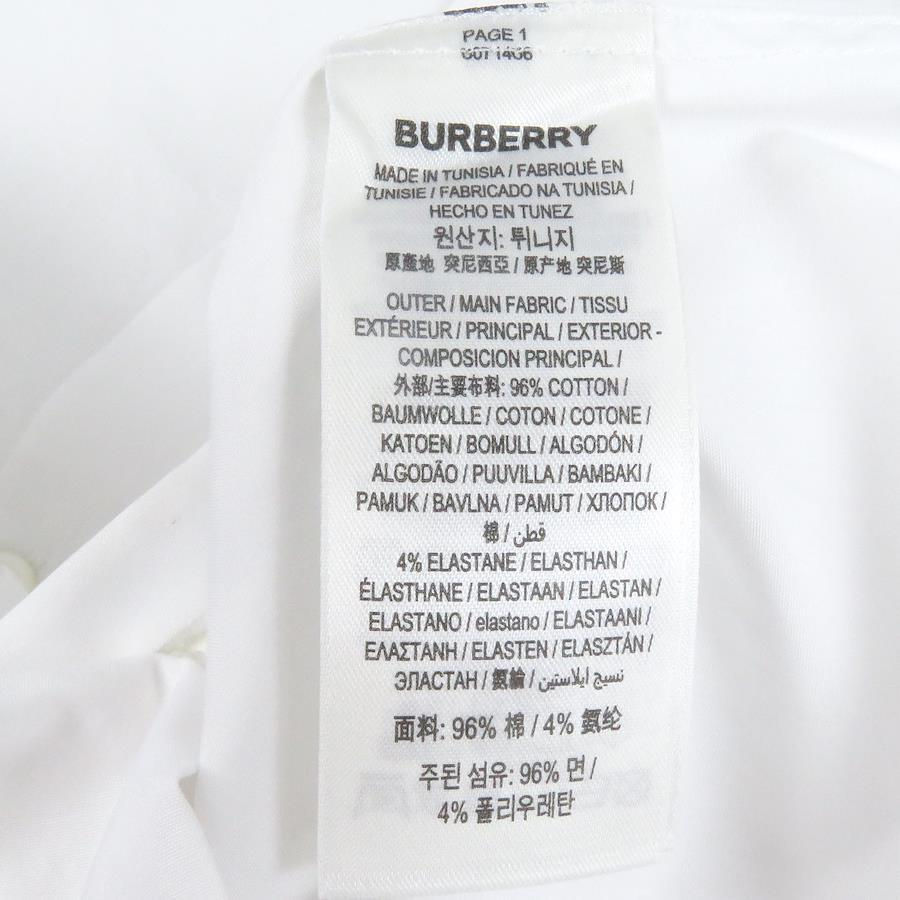 PAGE 1
8071406
BURBERRY
MADE IN TUNISIA / FABRIQUÉ EN
TUNISIE / FABRICADO NA TUNISIA /
HECHO EN TUNEZ
원산지: 튀니지
原產地 突尼西亞 / 原产地 突尼斯
OUTER / MAIN FABRIC / TISSU
EXTÉRIEUR / PRINCIPAL / EXTERIOR -
COMPOSICION PRINCIPAL /
外部/主要布料: 96% COTTON /
BAUMWOLLE / COTON / COTONE /
KATOEN / BOMULL / ALGODÓN /
ALGODÃO / PUUVILLA / BAMBAKI /
PAMUK / BAVLNA / PAMUT / ХЛОПОК /
棉 / قطن
4% ELASTANE / ELASTHAN /
ÉLASTHANE / ELASTAAN / ELASTAN /
ELASTANO / elastano / ELASTAANI /
ΕΛΑΣΤΑΝΗ / ELASTEN / ELASZTÁN /
ЭЛАСТАН / 氨綸 / نسيج ايلاستين
面料: 96% 棉 / 4% 氨纶
주된 섬유: 96% 면 /
4% 폴리우레탄